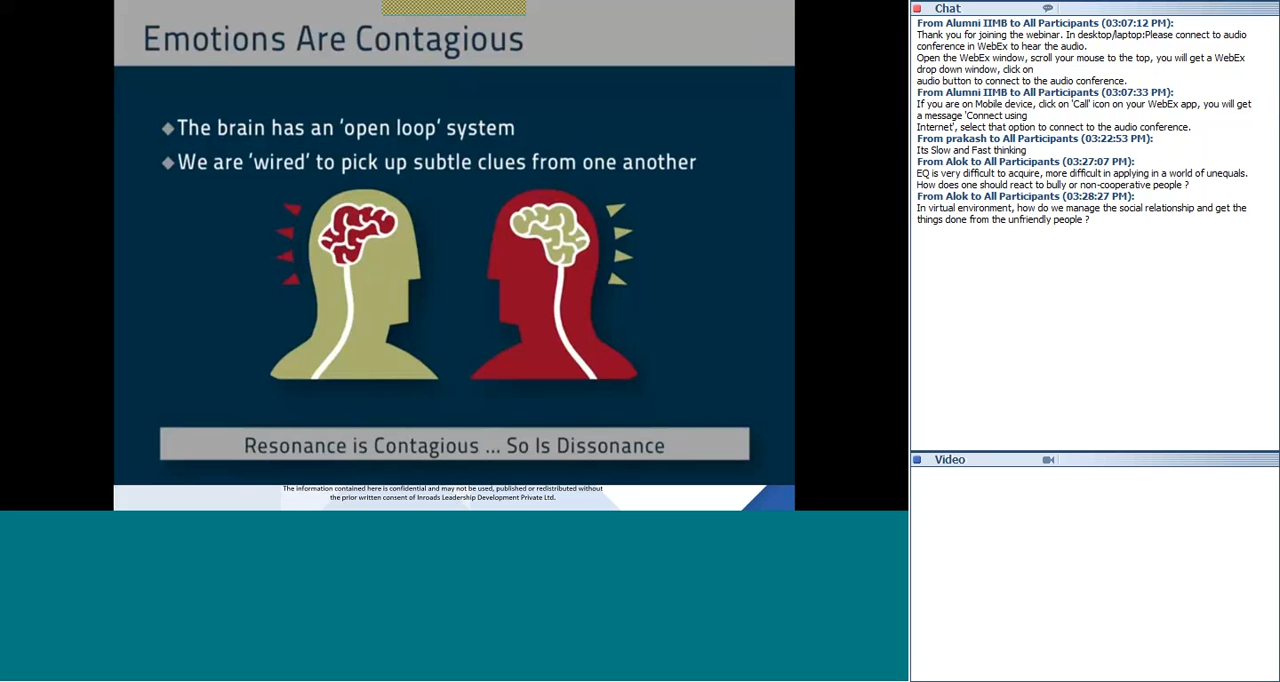 Emotions Are Contagious
◆The brain has an 'open loop' system
◆We are 'wired' to pick up subtle clues from one another
Resonance is Contagious ... So Is Dissonance
The information contained here is confidential and may not be used, published or redistributed without
the prior written consent of Inroads Leadership Development Private Ltd.
Chat
From Alumni IIMB to All Participants (03:07:12 PM):
Thank you for joining the webinar. In desktop/laptop:Please connect to audio
conference in WebEx to hear the audio.
Open the WebEx window, scroll your mouse to the top, you will get a WebEx
drop down window, click on
audio button to connect to the audio conference.
From Alumni IIMB to All Participants (03:07:33 PM):
If you are on Mobile device, click on 'Call' icon on your WebEx app, you will get
a message 'Connect using
Internet', select that option to connect to the audio conference.
From prakash to All Participants (03:22:53 PM):
Its Slow and Fast thinking
From Alok to All Participants (03:27:07 PM):
EQ is very difficult to acquire, more difficult in applying in a world of unequals.
How does one should react to bully or non-cooperative people ?
From Alok to All Participants (03:28:27 PM):
In virtual environment, how do we manage the social relationship and get the
things done from the unfriendly people ?
Video